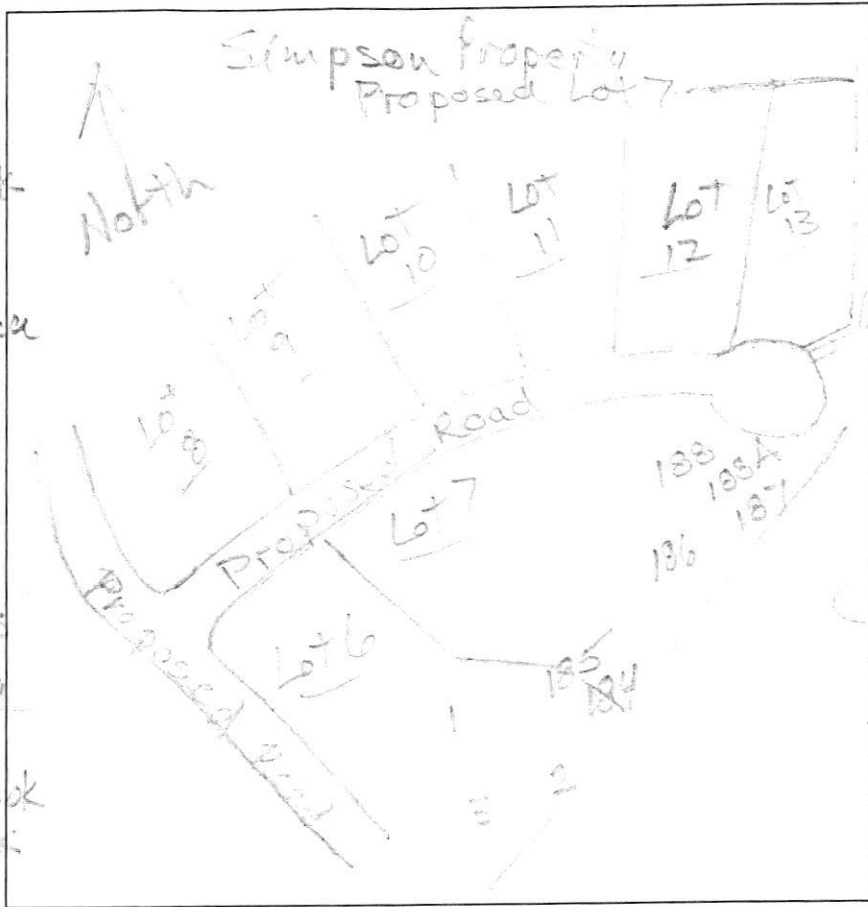 Simpson Property
Proposed Lot 7
North
Lot 8
Lot 9
Lot 10
Lot 11
Lot 12
Lot 13
Proposed Road
Lot 7
188
188A
187
186
185
184
Lot 6
Proposed Road
1
2
ok